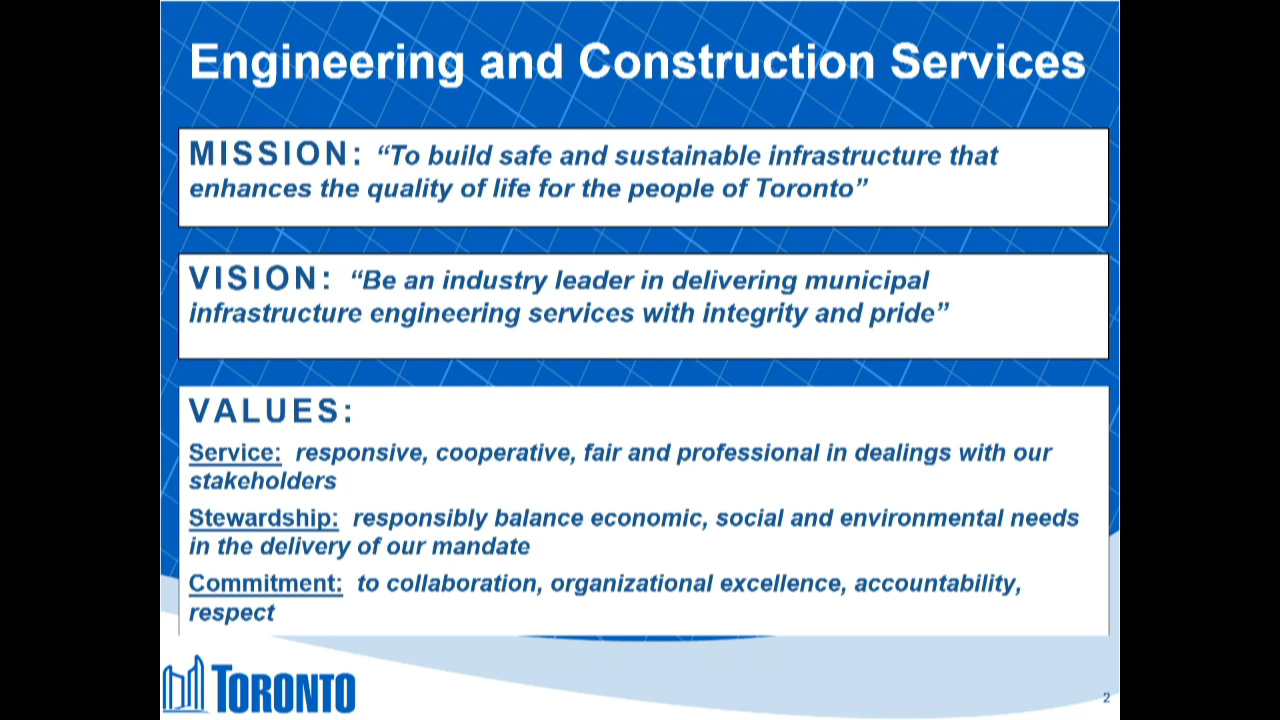 Engineering and Construction Services
MISSION: “To build safe and sustainable infrastructure that
enhances the quality of life for the people of Toronto”
VISION: “Be an industry leader in delivering municipal
infrastructure engineering services with integrity and pride”
VALUES:
Service: responsive, cooperative, fair and professional in dealings with our
stakeholders
Stewardship: responsibly balance economic, social and environmental needs
in the delivery of our mandate
Commitment: to collaboration, organizational excellence, accountability,
respect
TORONTO
2